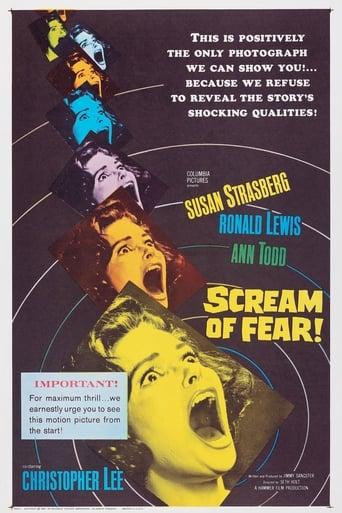 THIS IS POSITIVELY
THE ONLY PHOTOGRAPH
WE CAN SHOW YOU!...
BECAUSE WE REFUSE
TO REVEAL THE STORY'S
SHOCKING QUALITIES!
COLUMBIA
PICTURES
presents
SUSAN STRASBERG
RONALD LEWIS
ANN TODD
SCREAM
OF FEAR!
IMPORTANT!
For maximum thrill...we
earnestly urge you to see
this motion picture from
the start!
co-starring
CHRISTOPHER LEE
Written and Produced by JIMMY SANGSTER
Directed by SETH HOLT
A HAMMER FILM PRODUCTION